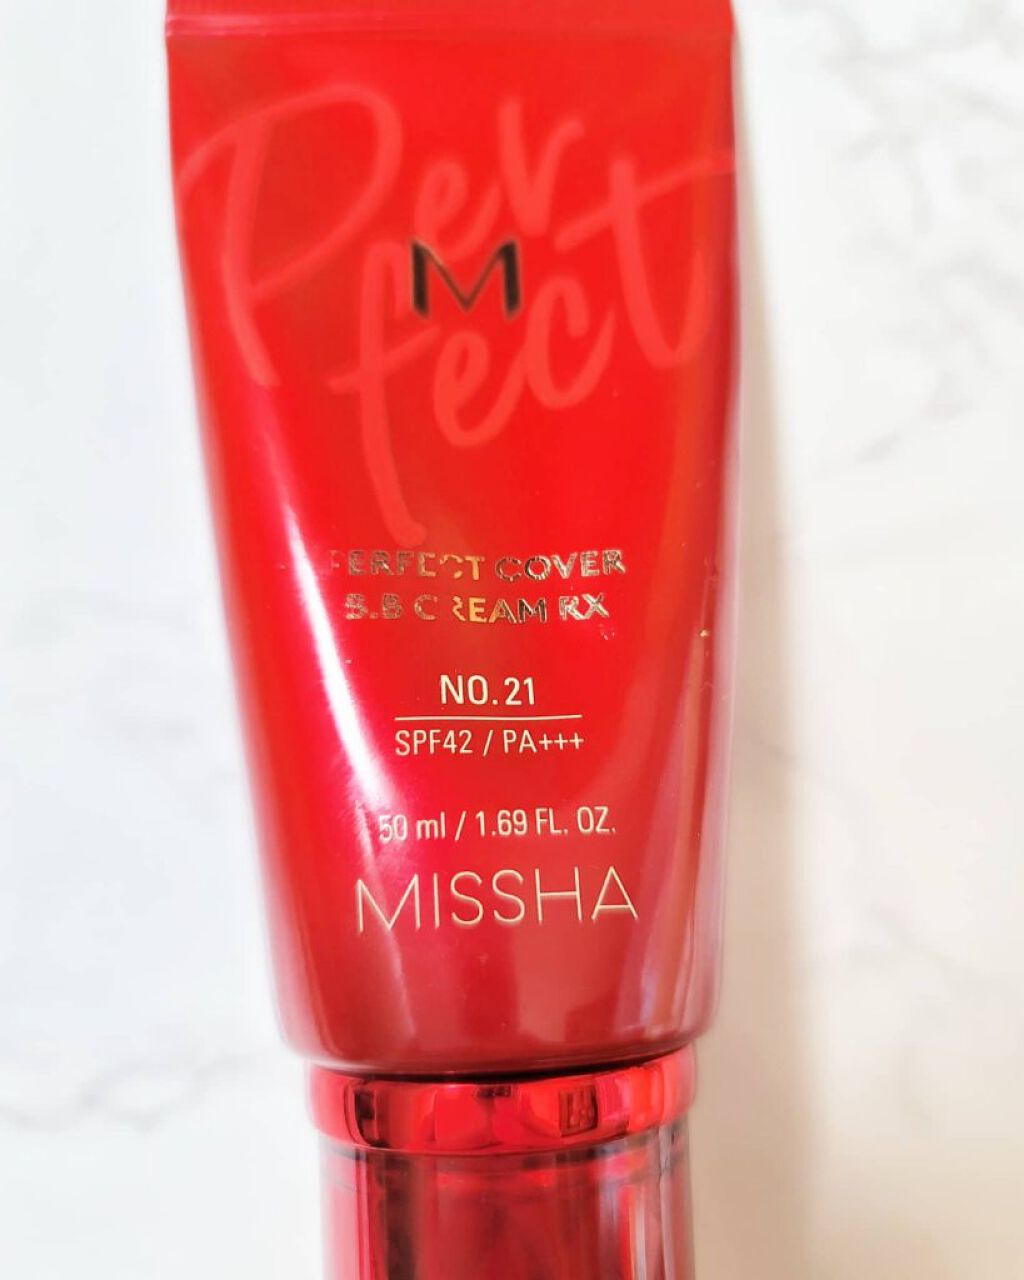 Per
fect
M
PERFECT COVER
B.B CREAM RX
NO.21
SPF42 / PA+++
50 ml / 1.69 FL. OZ.
MISSHA